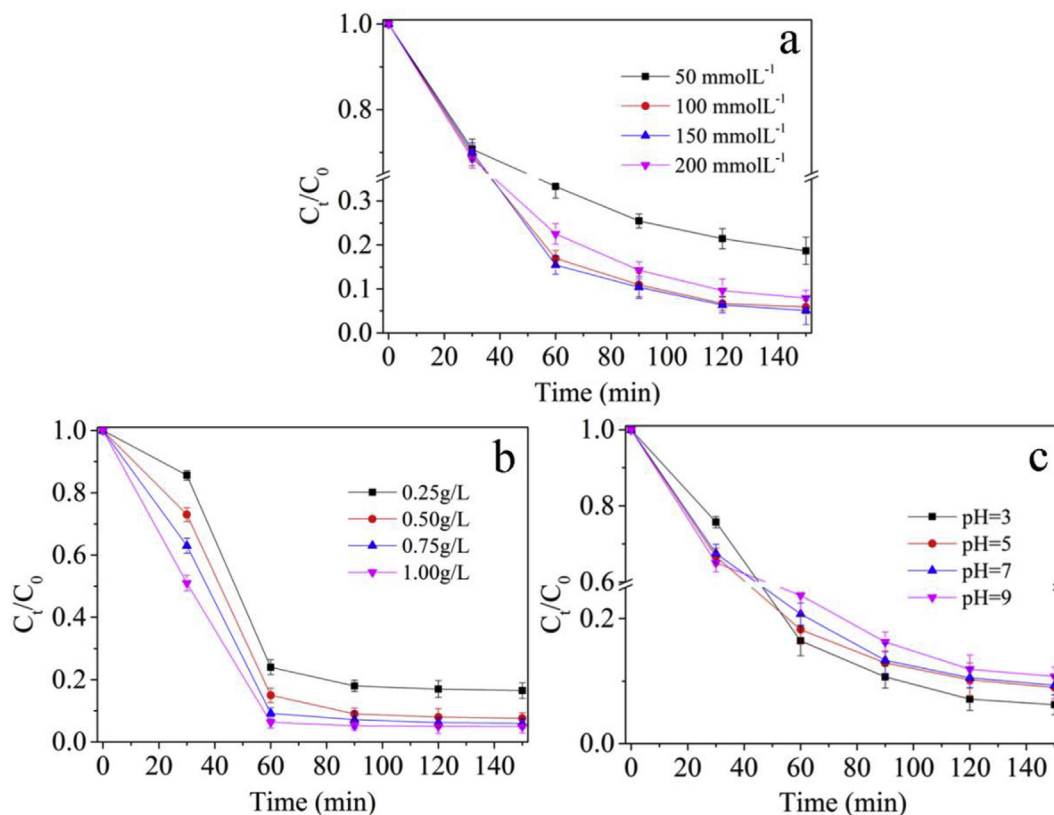 a
50 mmolL⁻¹
100 mmolL⁻¹
150 mmolL⁻¹
200 mmolL⁻¹
1.0
0.8
0.3
0.2
0.1
0.0
Cₜ/C₀
0 20 40 60 80 100 120 140
Time (min)
b
0.25g/L
0.50g/L
0.75g/L
1.00g/L
1.0
0.8
0.6
0.4
0.2
0.0
Cₜ/C₀
0 20 40 60 80 100 120 140
Time (min)
c
pH=3
pH=5
pH=7
pH=9
1.0
0.8
0.6
0.2
0.0
Cₜ/C₀
0 20 40 60 80 100 120 140
Time (min)